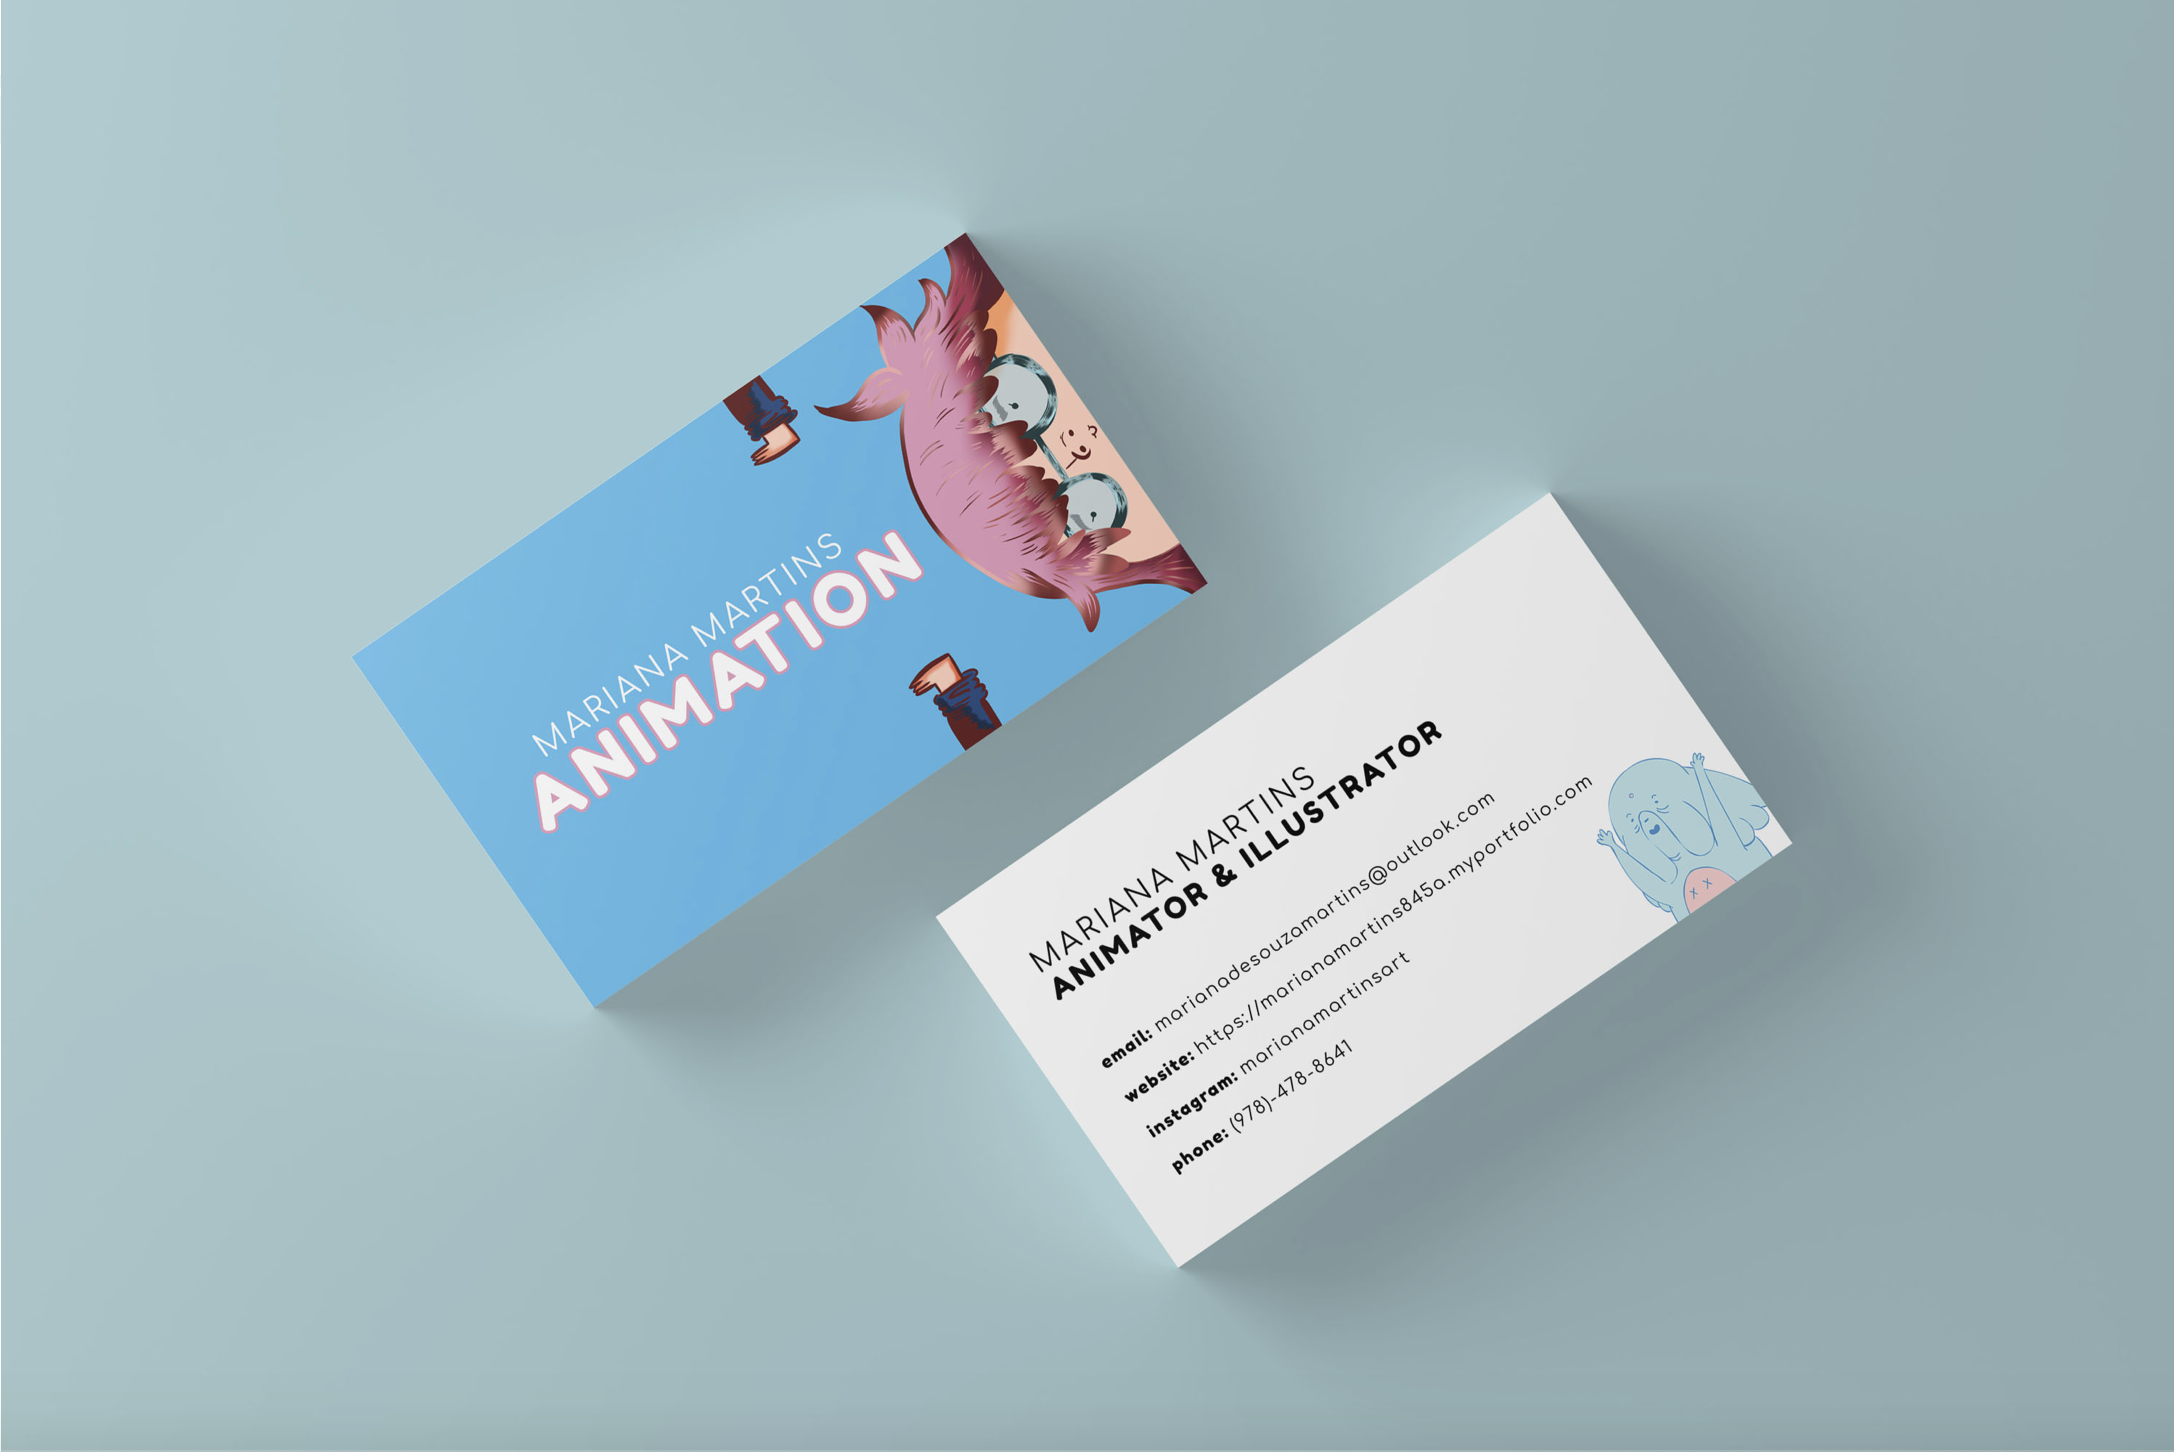 MARIANA MARTINS
ANIMATION
MARIANA MARTINS
ANIMATOR & ILLUSTRATOR
email: marianadesouzamartins@outlook.com
website: https://marianamartins845a.myportfolio.com
instagram: marianamartinsart
phone: (978)-478-8641